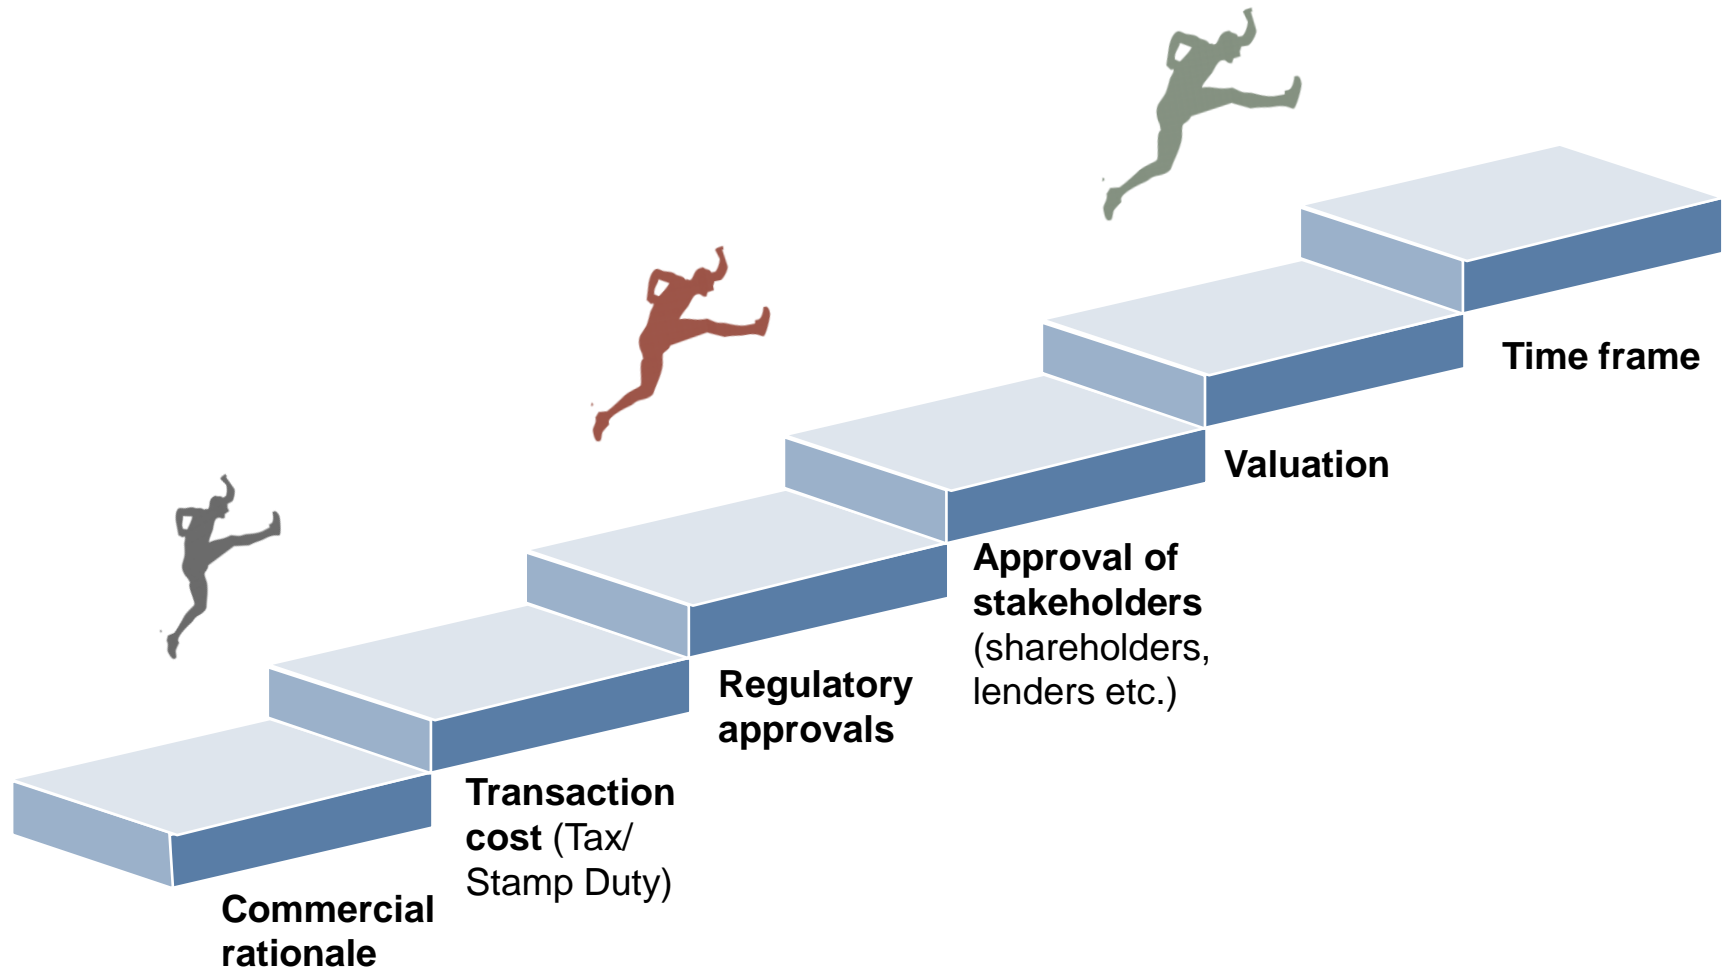 Commercial
rationale
Transaction
cost (Tax/
Stamp Duty)
Regulatory
approvals
Approval of
stakeholders
(shareholders,
lenders etc.)
Valuation
Time frame